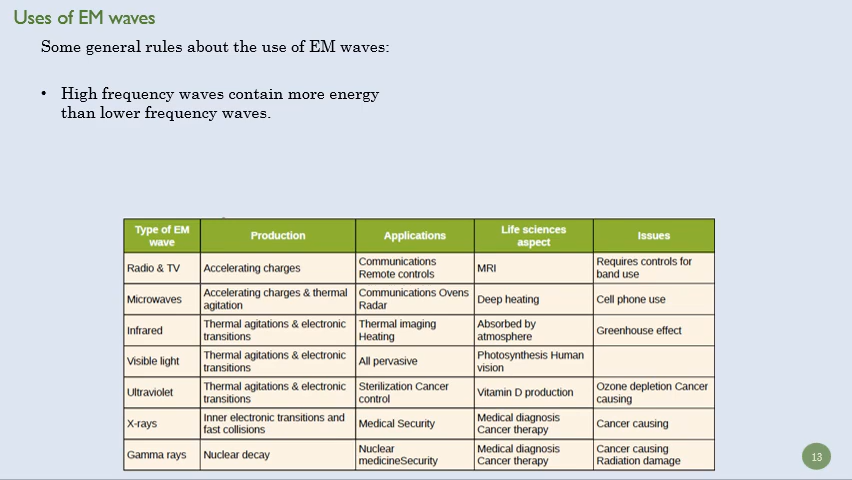 Uses of EM waves
Some general rules about the use of EM waves:
• High frequency waves contain more energy
than lower frequency waves.
Type of EM wave | Production | Applications | Life sciences aspect | Issues
Radio & TV | Accelerating charges | Communications Remote controls | MRI | Requires controls for band use
Microwaves | Accelerating charges & thermal agitation | Communications Ovens Radar | Deep heating | Cell phone use
Infrared | Thermal agitations & electronic transitions | Thermal imaging Heating | Absorbed by atmosphere | Greenhouse effect
Visible light | Thermal agitations & electronic transitions | All pervasive | Photosynthesis Human vision |
Ultraviolet | Thermal agitations & electronic transitions | Sterilization Cancer control | Vitamin D production | Ozone depletion Cancer causing
X-rays | Inner electronic transitions and fast collisions | Medical Security | Medical diagnosis Cancer therapy | Cancer causing
Gamma rays | Nuclear decay | Nuclear medicineSecurity | Medical diagnosis Cancer therapy | Cancer causing Radiation damage
13